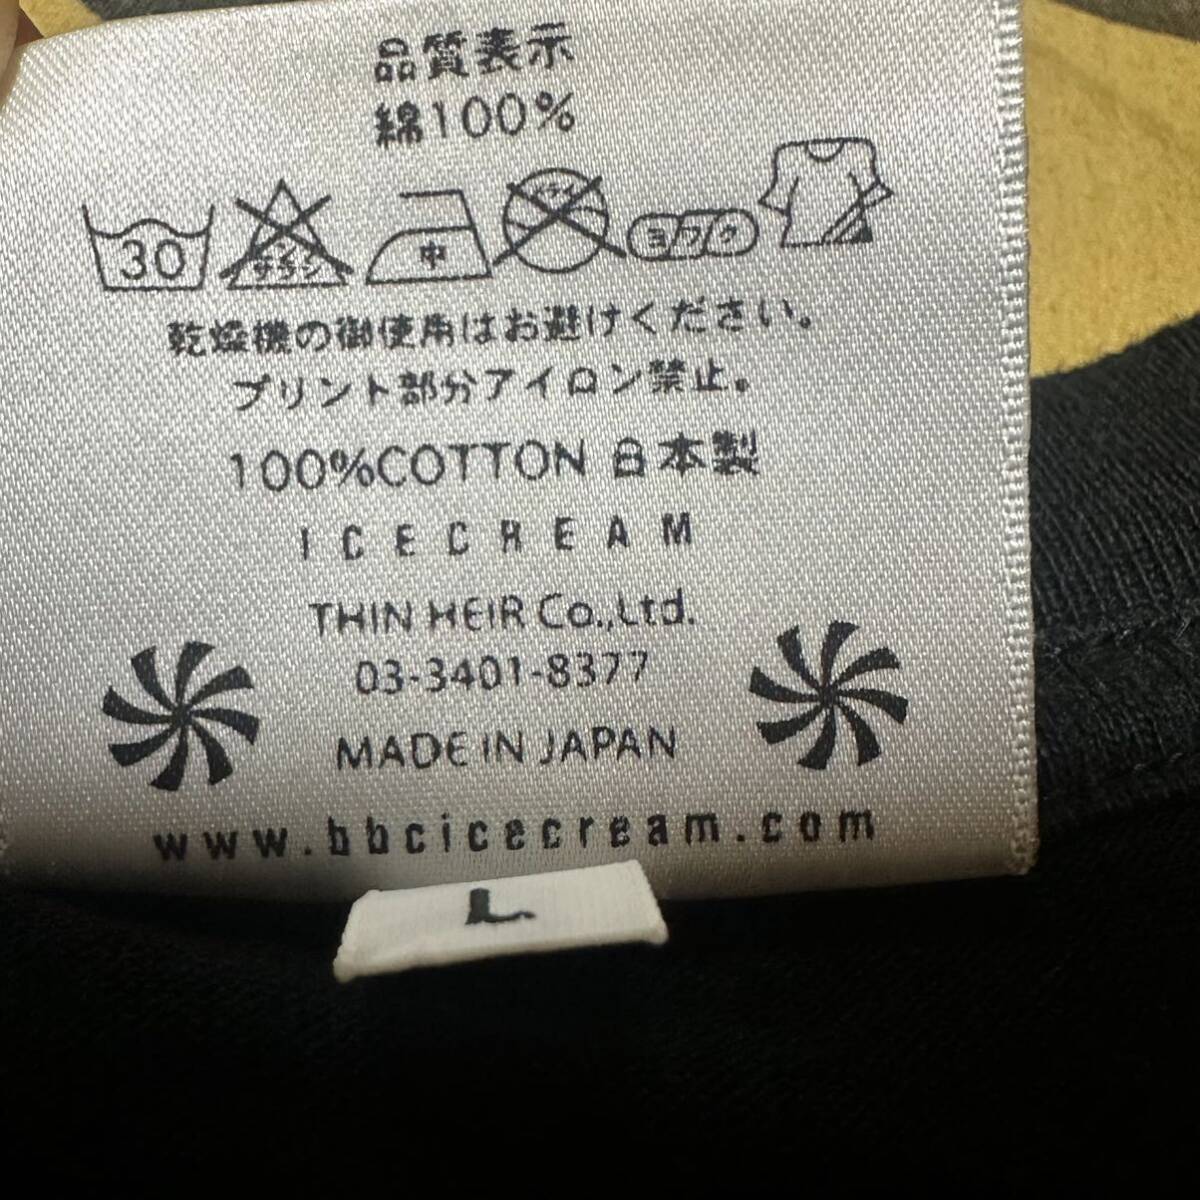 品質表示
綿100%
30 中 ヨワク
乾燥機の御使用はお避けください。
プリント部分アイロン禁止。
100%COTTON 日本製
ICECREAM
THIN HEIR Co.,Ltd.
03-3401-8377
MADE IN JAPAN
www.bbcicecream.com
L